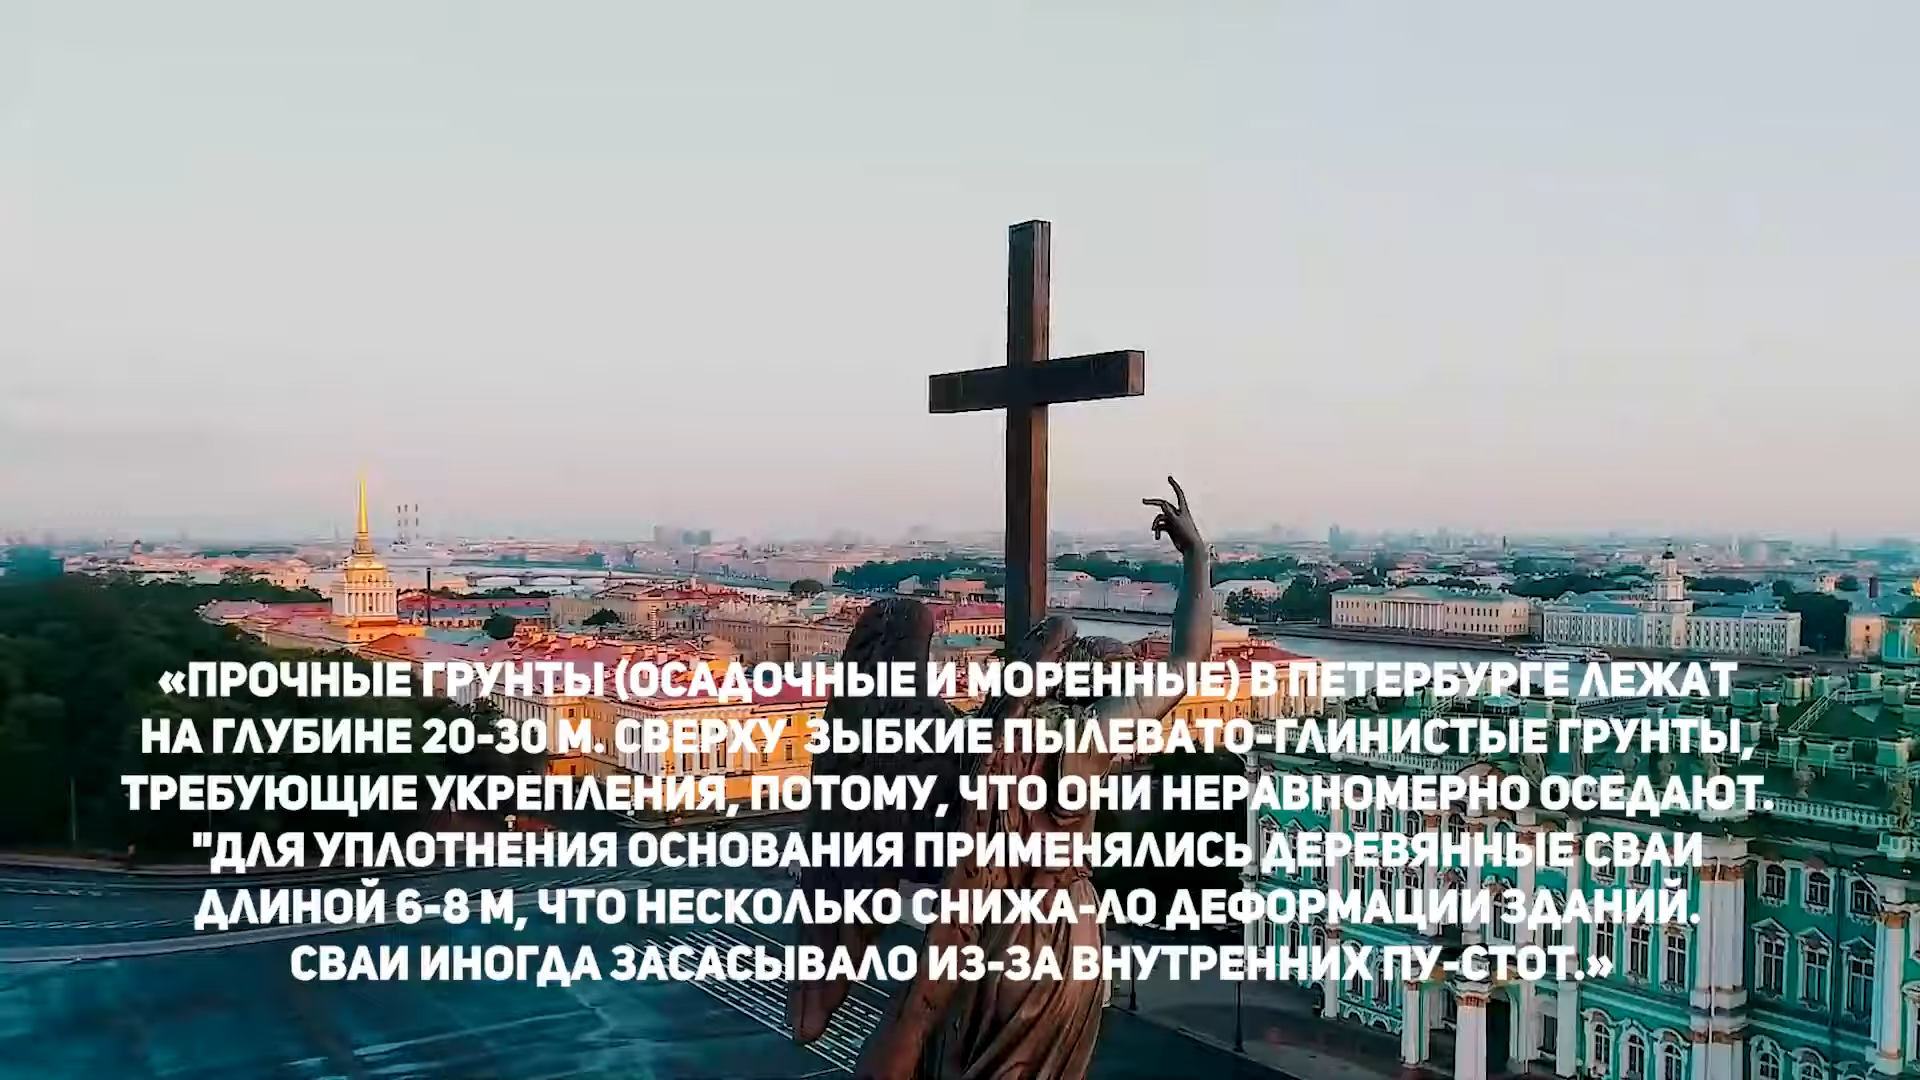 «ПРОЧНЫЕ ГРУНТЫ (ОСАДОЧНЫЕ И МОРЕННЫЕ) В ПЕТЕРБУРГЕ ЛЕЖАТ
НА ГЛУБИНЕ 20-30 М. СВЕРХУ ЗЫБКИЕ ПЫЛЕВАТО-ГЛИНИСТЫЕ ГРУНТЫ,
ТРЕБУЮЩИЕ УКРЕПЛЕНИЯ, ПОТОМУ, ЧТО ОНИ НЕРАВНОМЕРНО ОСЕДАЮТ.
"ДЛЯ УПЛОТНЕНИЯ ОСНОВАНИЯ ПРИМЕНЯЛИСЬ ДЕРЕВЯННЫЕ СВАИ
ДЛИНОЙ 6-8 М, ЧТО НЕСКОЛЬКО СНИЖА-ЛО ДЕФОРМАЦИИ ЗДАНИЙ.
СВАИ ИНОГДА ЗАСАСЫВАЛО ИЗ-ЗА ВНУТРЕННИХ ПУ-СТОТ.»